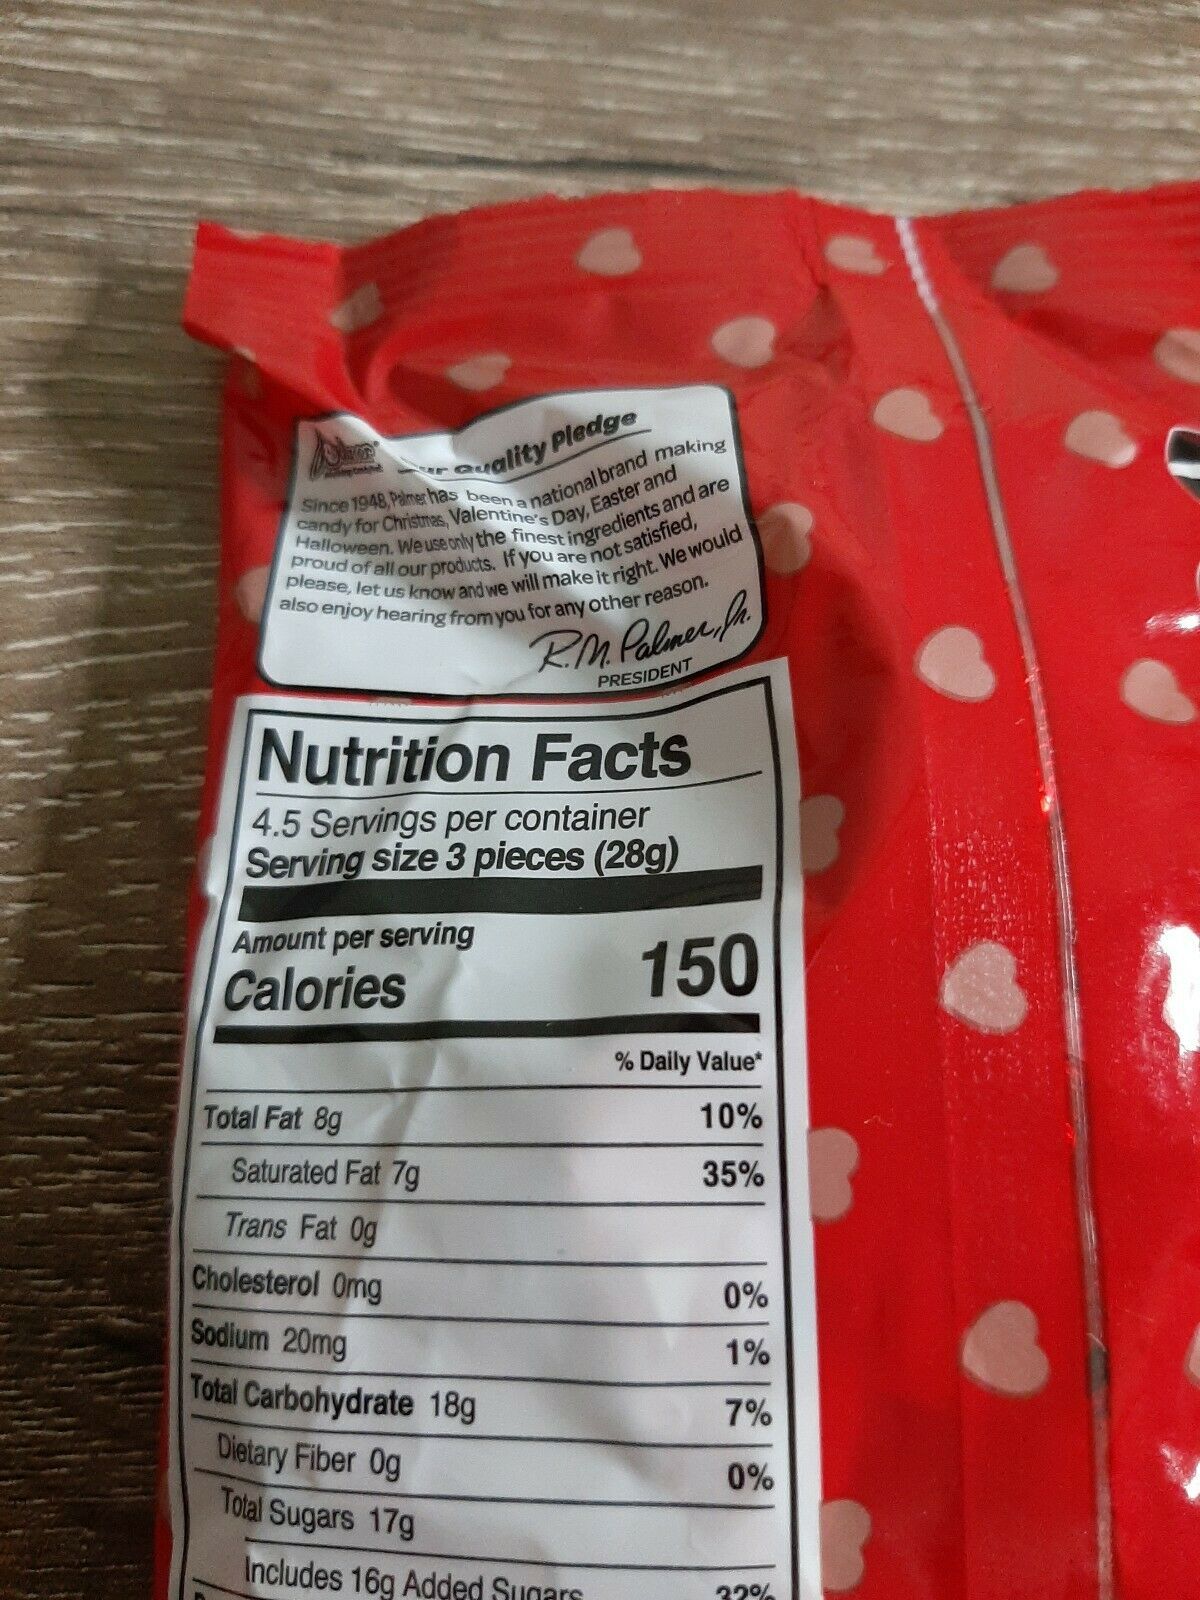 Palmer
Our Quality Pledge
Since 1948, Palmer has been a national brand making
candy for Christmas, Valentine's Day, Easter and
Halloween. We use only the finest ingredients and are
proud of all our products. If you are not satisfied,
please, let us know and we will make it right. We would
also enjoy hearing from you for any other reason.
R.M. Palmer, Jr.
PRESIDENT
Nutrition Facts
4.5 Servings per container
Serving size 3 pieces (28g)
Amount per serving
Calories 150
% Daily Value*
Total Fat 8g 10%
Saturated Fat 7g 35%
Trans Fat 0g
Cholesterol 0mg 0%
Sodium 20mg 1%
Total Carbohydrate 18g 7%
Dietary Fiber 0g 0%
Total Sugars 17g
Includes 16g Added Sugars 32%